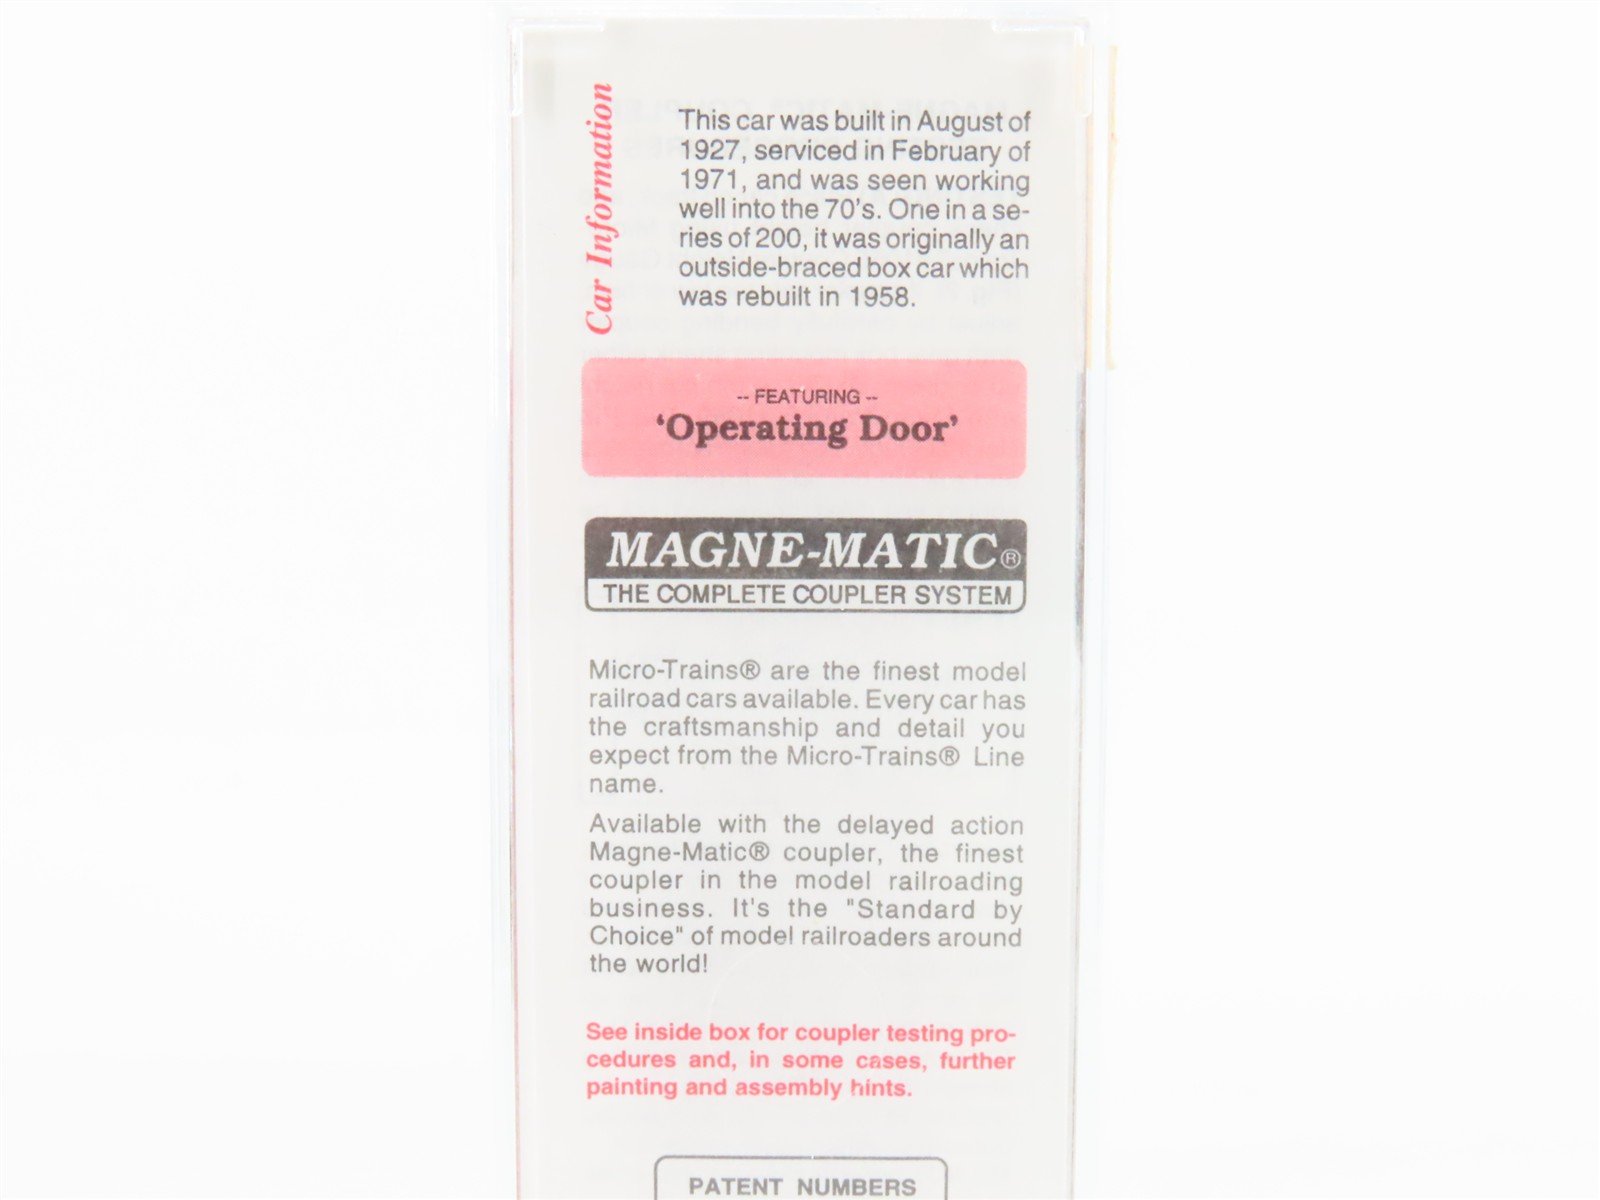 Car Information
This car was built in August of
1927, serviced in February of
1971, and was seen working
well into the 70's. One in a se-
ries of 200, it was originally an
outside-braced box car which
was rebuilt in 1958.
-- FEATURING --
‘Operating Door’
MAGNE-MATIC®
THE COMPLETE COUPLER SYSTEM
Micro-Trains® are the finest model
railroad cars available. Every car has
the craftsmanship and detail you
expect from the Micro-Trains® Line
name.
Available with the delayed action
Magne-Matic® coupler, the finest
coupler in the model railroading
business. It's the "Standard by
Choice" of model railroaders around
the world!
See inside box for coupler testing pro-
cedures and, in some cases, further
painting and assembly hints.
PATENT NUMBERS